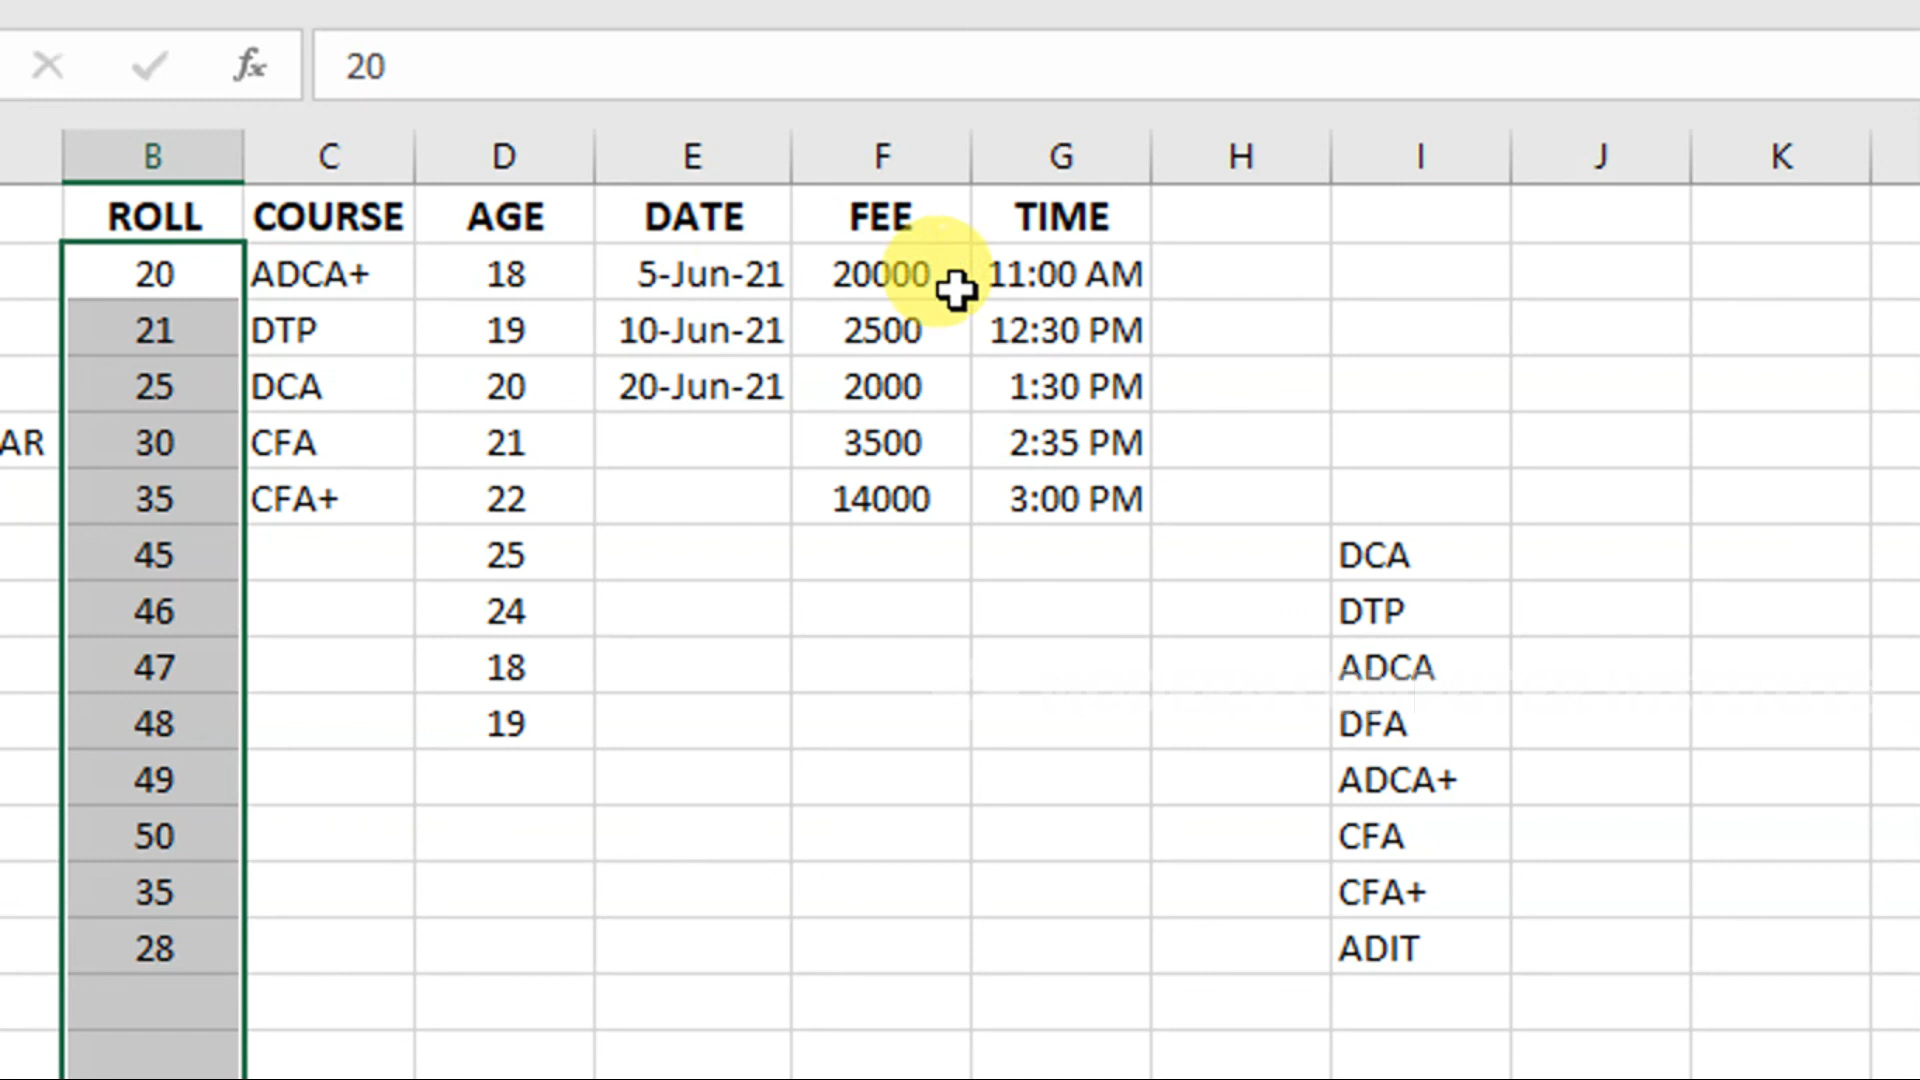 fx 20
B C D E F G H I J K
ROLL COURSE AGE DATE FEE TIME
20 ADCA+ 18 5-Jun-21 20000 11:00 AM
21 DTP 19 10-Jun-21 2500 12:30 PM
25 DCA 20 20-Jun-21 2000 1:30 PM
AR 30 CFA 21 3500 2:35 PM
35 CFA+ 22 14000 3:00 PM
45 25 DCA
46 24 DTP
47 18 ADCA
48 19 DFA
49 ADCA+
50 CFA
35 CFA+
28 ADIT